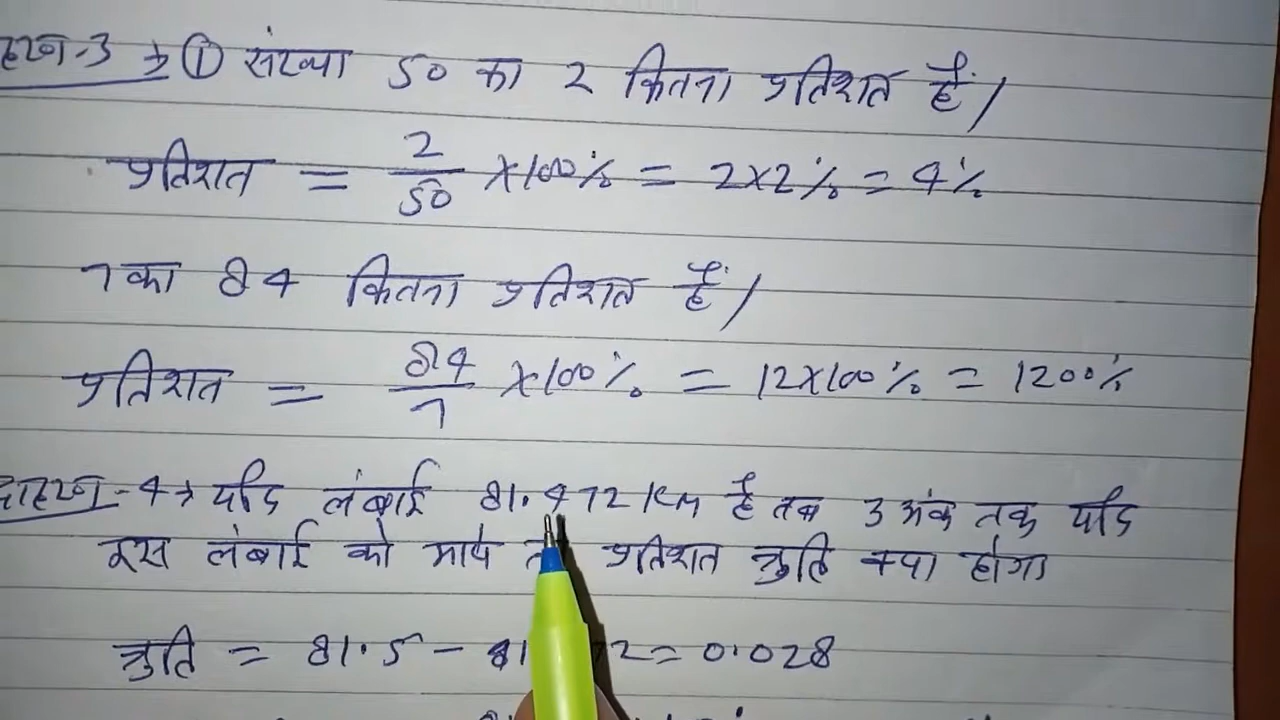 हरण-3 → ① संख्या 50 का 2 कितना प्रतिशत है।
प्रतिशत = 2/50 ×100% = 2×2% = 4%
7 का 84 कितना प्रतिशत है।
प्रतिशत = 84/7 ×100% = 12×100% = 1200%
दाहरण-4 → यदि लंबाई 81.472 Km है तब 3 अंक तक यदि
इस लंबाई को मापे प्रतिशत त्रुटि क्या होगा
त्रुटि = 81.5 - 72 = 0.028